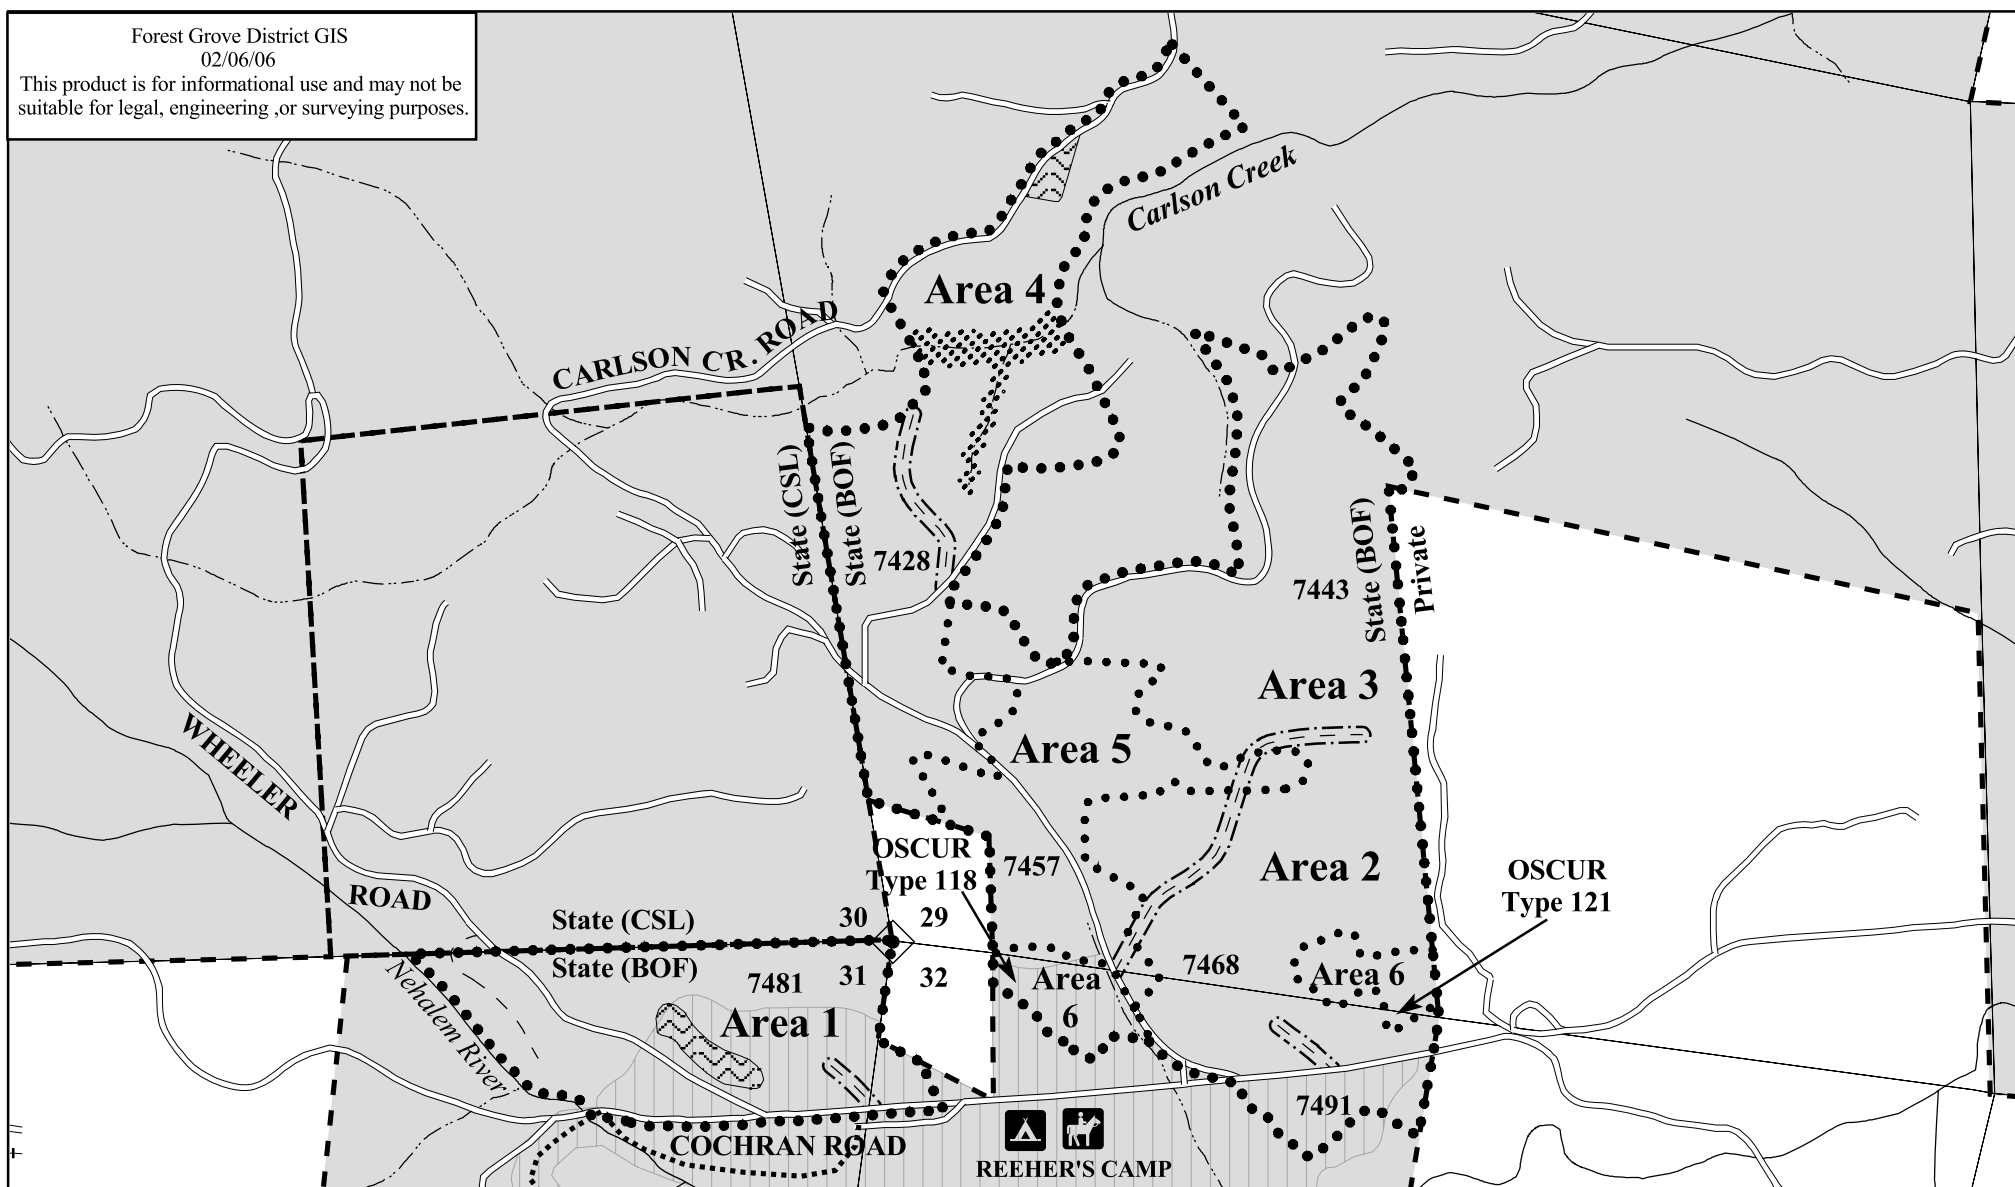 Forest Grove District GIS
02/06/06
This product is for informational use and may not be
suitable for legal, engineering ,or surveying purposes.
Carlson Creek
Area 4
CARLSON CR. ROAD
State (CSL)
State (BOF)
7428
State (BOF)
Private
7443
Area 3
WHEELER
ROAD
Area 5
OSCUR
Type 118
7457
Area 2
OSCUR
Type 121
State (CSL)
30
29
State (BOF)
31
32
7481
Area 1
Nehalem River
Area
6
7468
Area 6
7491
COCHRAN ROAD
REEHER'S CAMP